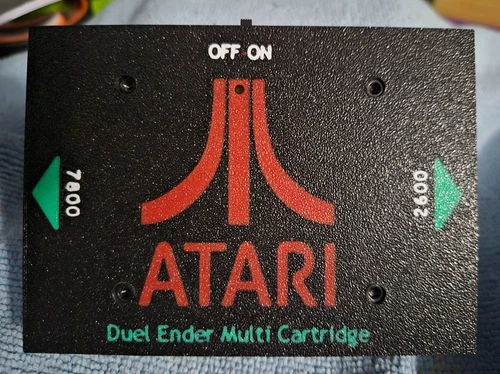 OFF ON
7800
2600
ATARI
Duel Ender Multi Cartridge